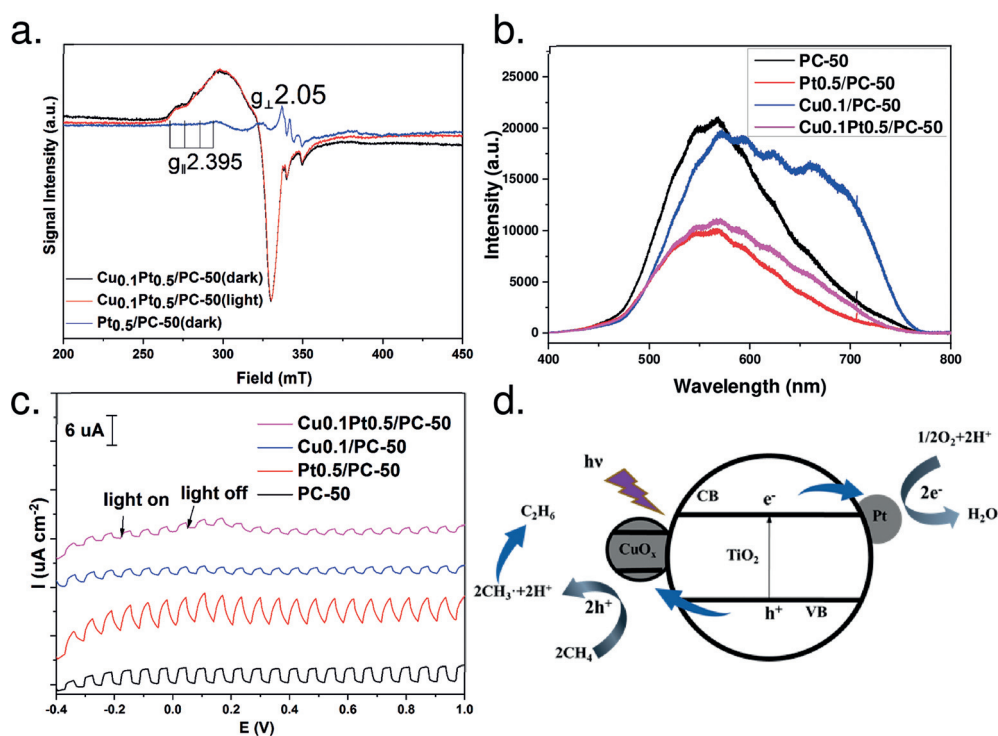 a.
Signal Intensity (a.u.)
g⊥2.05
g∥2.395
Cu0.1Pt0.5/PC-50(dark)
Cu0.1Pt0.5/PC-50(light)
Pt0.5/PC-50(dark)
200 250 300 350 400 450
Field (mT)
b.
Intensity (a.u.)
25000
20000
15000
10000
5000
0
PC-50
Pt0.5/PC-50
Cu0.1/PC-50
Cu0.1Pt0.5/PC-50
400 500 600 700 800
Wavelength (nm)
c.
I (uA cm-2)
6 uA
Cu0.1Pt0.5/PC-50
Cu0.1/PC-50
Pt0.5/PC-50
PC-50
light on
light off
-0.4 -0.2 0.0 0.2 0.4 0.6 0.8 1.0
E (V)
d.
hν
CB
e-
Pt
1/2O2+2H+
2e-
H2O
C2H6
CuOx
TiO2
2CH3·+2H+
2h+
h+
VB
2CH4